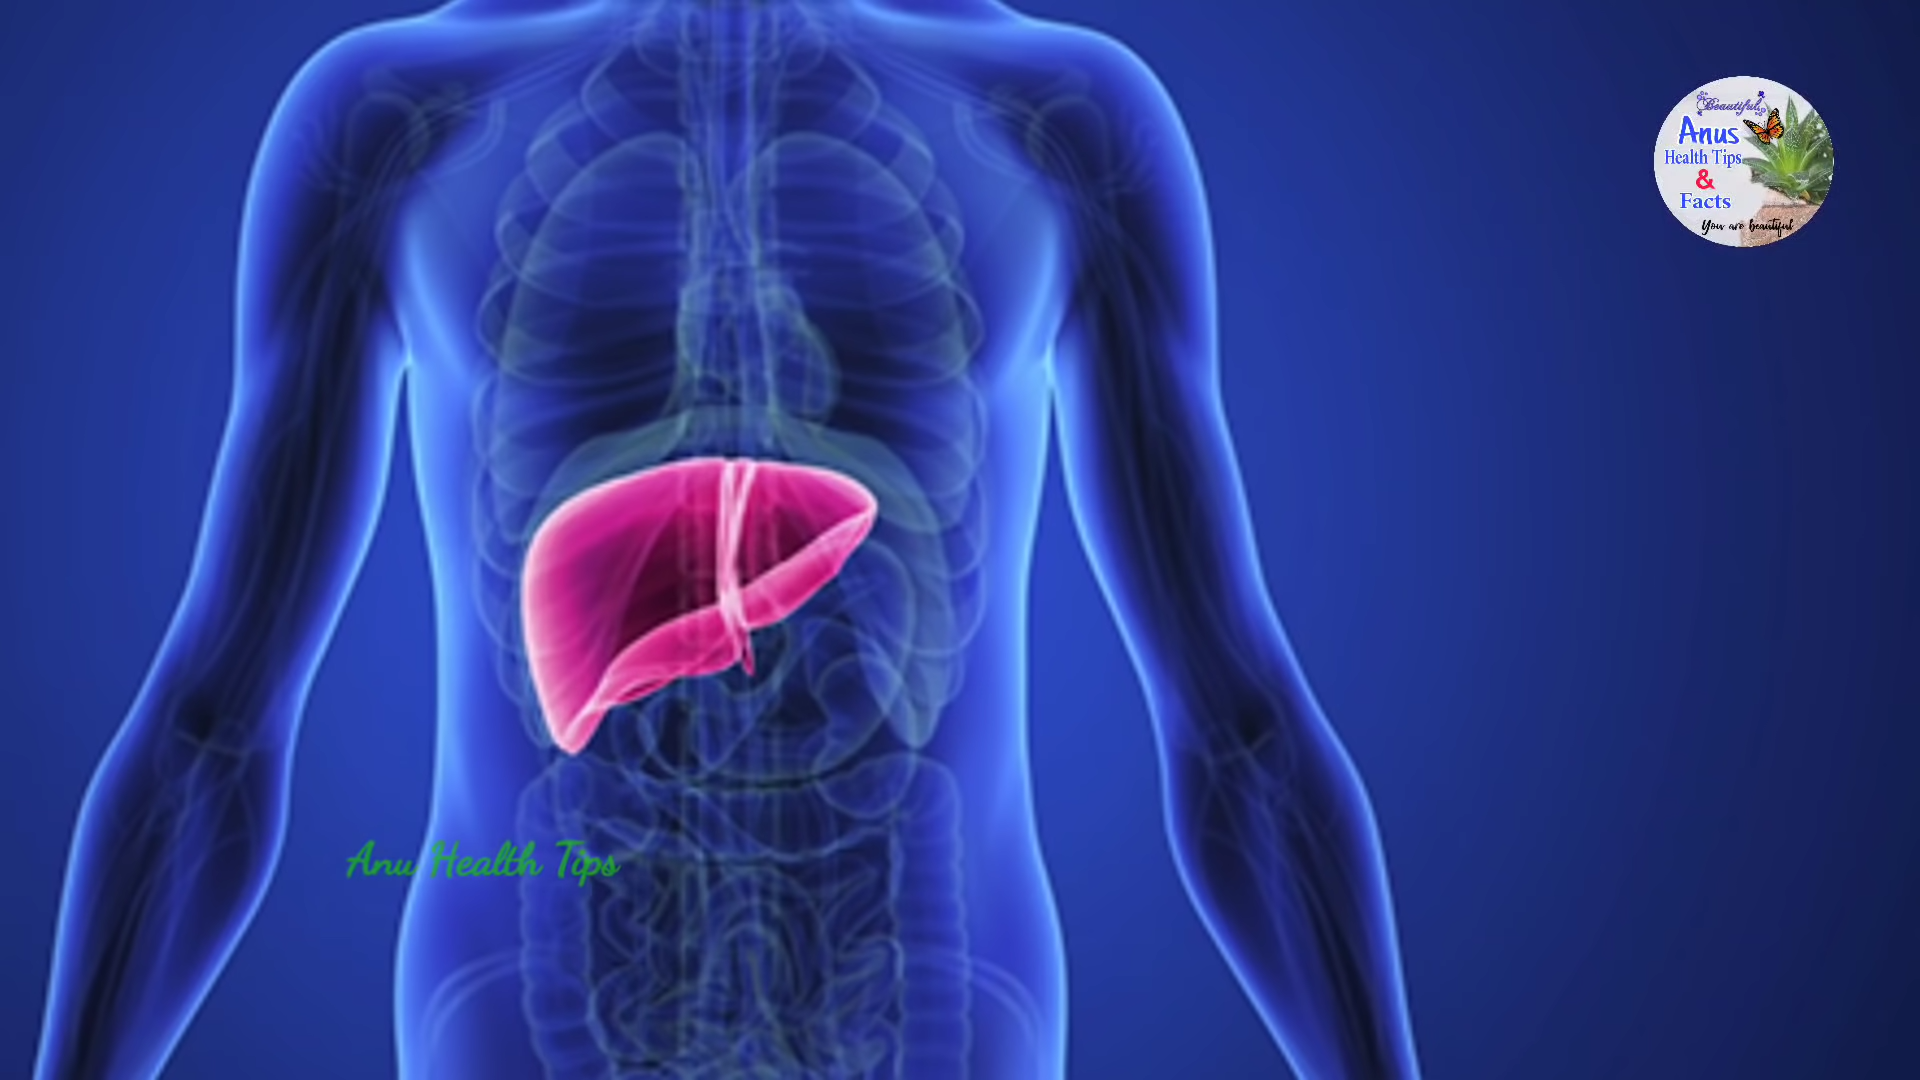 Beautiful
Anus
Health Tips
&
Facts
You are beautiful
Anu Health Tips